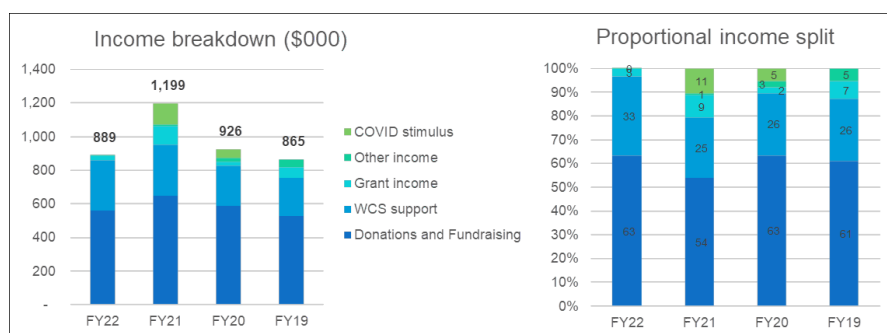 Income breakdown ($000)
1,400
1,200
1,000
800
600
400
200
-
889
1,199
926
865
FY22
FY21
FY20
FY19
COVID stimulus
Other income
Grant income
WCS support
Donations and Fundraising
Proportional income split
100%
90%
80%
70%
60%
50%
40%
30%
20%
10%
0%
0
3
33
63
11
1
9
25
54
5
3
2
26
63
5
7
26
61
FY22
FY21
FY20
FY19